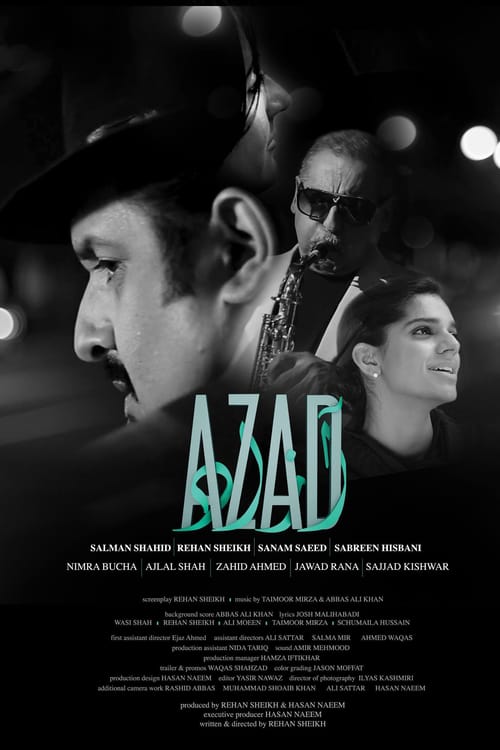 AZAD
آزاد
SALMAN SHAHID | REHAN SHEIKH | SANAM SAEED | SABREEN HISBANI
NIMRA BUCHA | AJLAL SHAH | ZAHID AHMED | JAWAD RANA | SAJJAD KISHWAR
screenplay REHAN SHEIKH music by TAIMOOR MIRZA & ABBAS ALI KHAN
background score ABBAS ALI KHAN lyrics JOSH MALIHABADI
WASI SHAH REHAN SHEIKH ALI MOEEN TAIMOOR MIRZA SCHUMAILA HUSSAIN
first assistant director Ejaz Ahmed assistant directors ALI SATTAR SALMA MIR AHMED WAQAS
production assistant NIDA TARIQ sound AMIR MEHMOOD
production manager HAMZA IFTIKHAR
trailer & promos WAQAS SHAHZAD color grading JASON MOFFAT
production design HASAN NAEEM editor YASIR NAWAZ director of photography ILYAS KASHMIRI
additional camera work RASHID ABBAS MUHAMMAD SHOAIB KHAN ALI SATTAR HASAN NAEEM
produced by REHAN SHEIKH & HASAN NAEEM
executive producer HASAN NAEEM
written & directed by REHAN SHEIKH